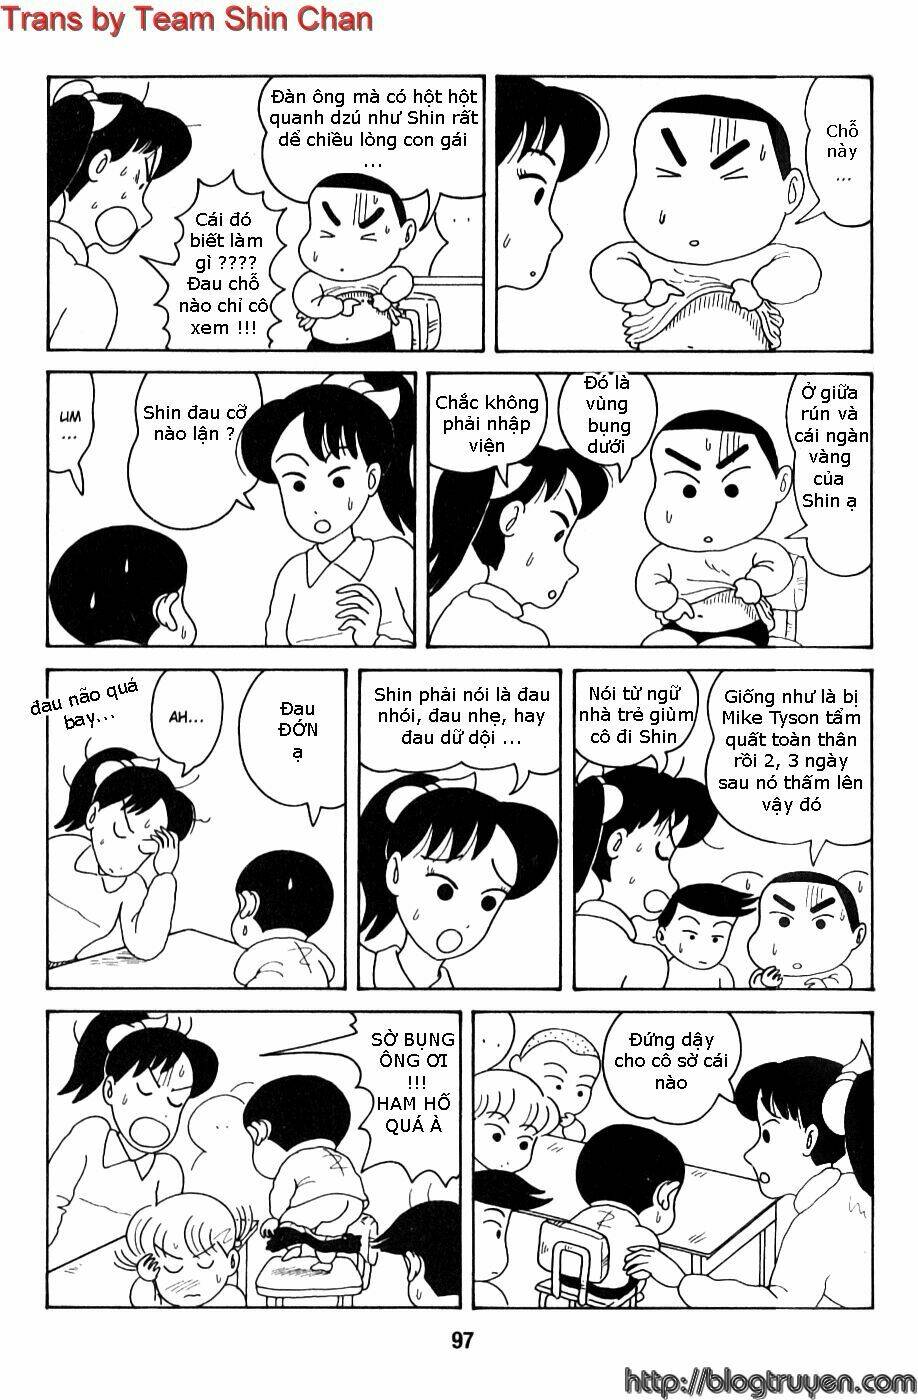 Trans by Team Shin Chan
Chỗ
này
...
Đàn ông mà có hột hột
quanh dzú như Shin rất
dể chiều lòng con gái
...
Cái đó
biết làm
gì ????
Đau chỗ
nào chỉ cô
xem !!!
Ở giữa
rún và
cái ngàn
vàng
của
Shin ạ
Đó là
vùng
bụng
dưới
Chắc không
phải nhập
viện
Shin đau cỡ
nào lận ?
UM
...
Giống như là bị
Mike Tyson tẩm
quất toàn thân
rồi 2, 3 ngày
sau nó thấm lên
vậy đó
Nói từ ngữ
nhà trẻ giùm
cô đi Shin
Shin phải nói là đau
nhói, đau nhẹ, hay
đau dữ dội ...
Đau
ĐỚN
ạ
AH...
đau não quá
bay...
Đứng dậy
cho cô sờ cái
nào
SỜ BỤNG
ÔNG ƠI
!!!
HAM HỐ
QUÁ À
97
http://blogtruyen.com